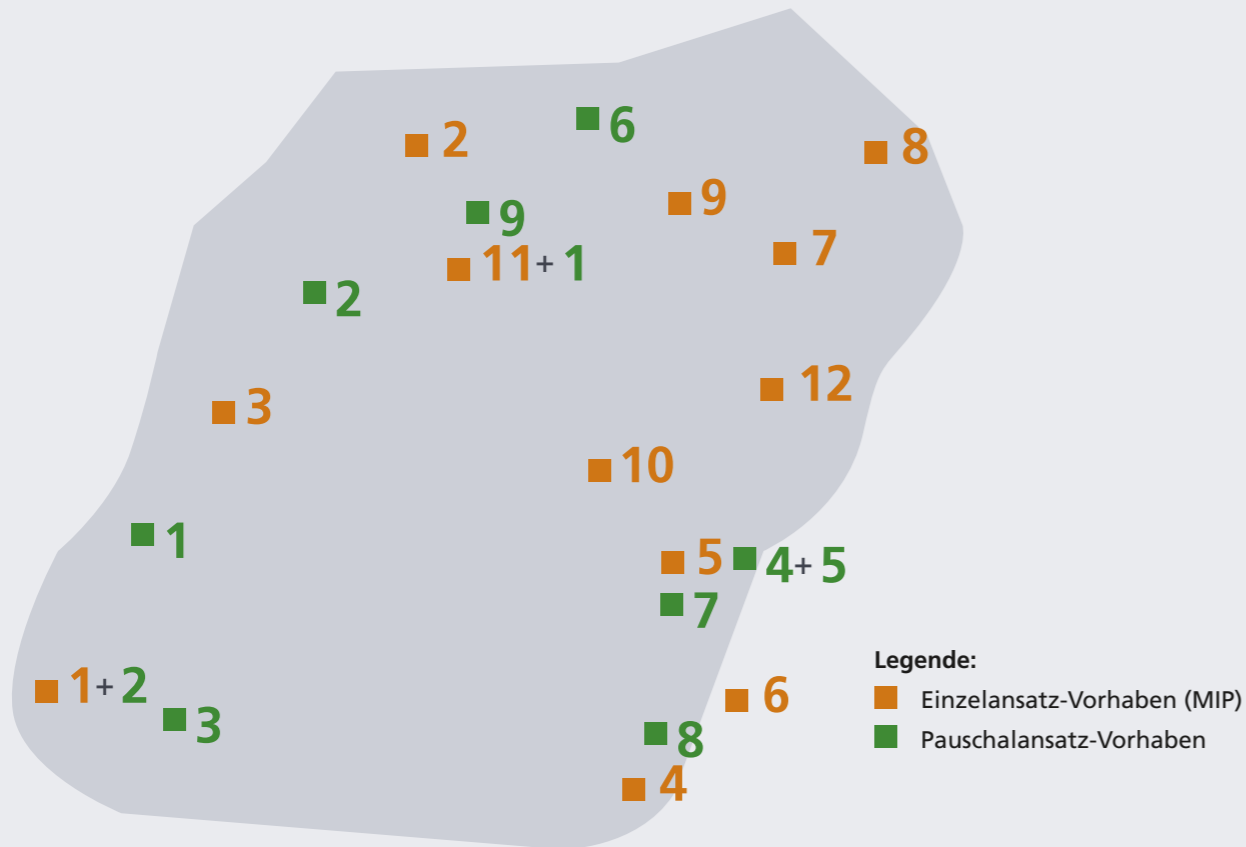 6
2
8
9
9
7
11 + 1
2
12
3
10
1
5
4 + 5
7
1 + 2
3
6
8
4
Legende:
Einzelansatz-Vorhaben (MIP)
Pauschalansatz-Vorhaben